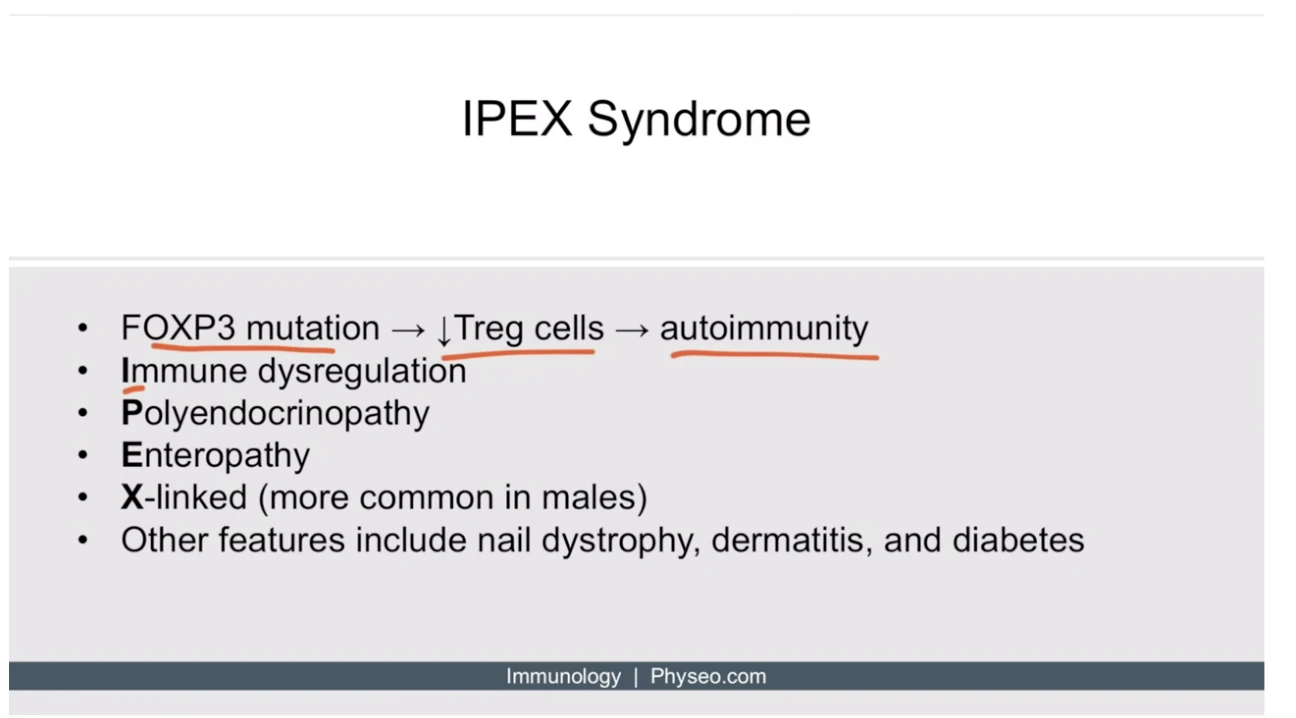 IPEX Syndrome
• FOXP3 mutation → ↓Treg cells → autoimmunity
• Immune dysregulation
• Polyendocrinopathy
• Enteropathy
• X-linked (more common in males)
• Other features include nail dystrophy, dermatitis, and diabetes
Immunology | Physeo.com